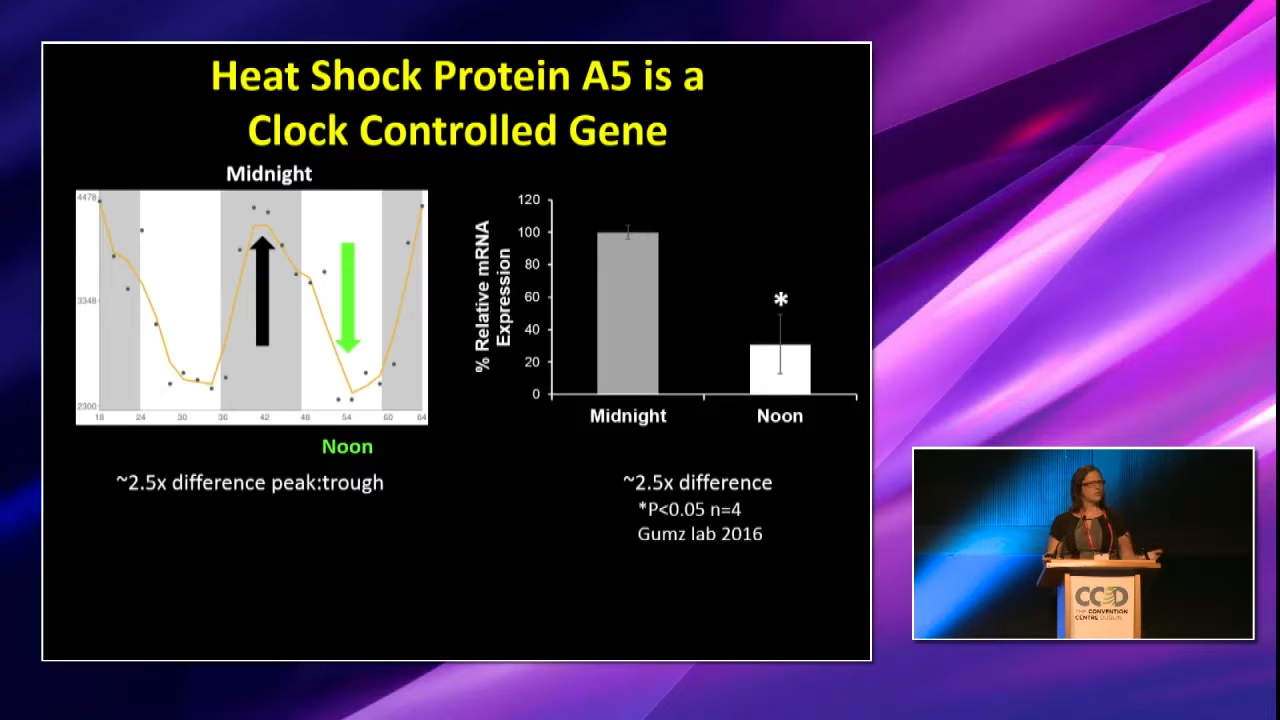 Heat Shock Protein A5 is a
Clock Controlled Gene
Midnight
4478
3348
2300
18 24 30 36 42 48 54 60 64
Noon
~2.5x difference peak:trough
% Relative mRNA
Expression
120
100
80
60
40
20
0
*
Midnight Noon
~2.5x difference
*P<0.05 n=4
Gumz lab 2016
CCD
THE CONVENTION
CENTRE DUBLIN